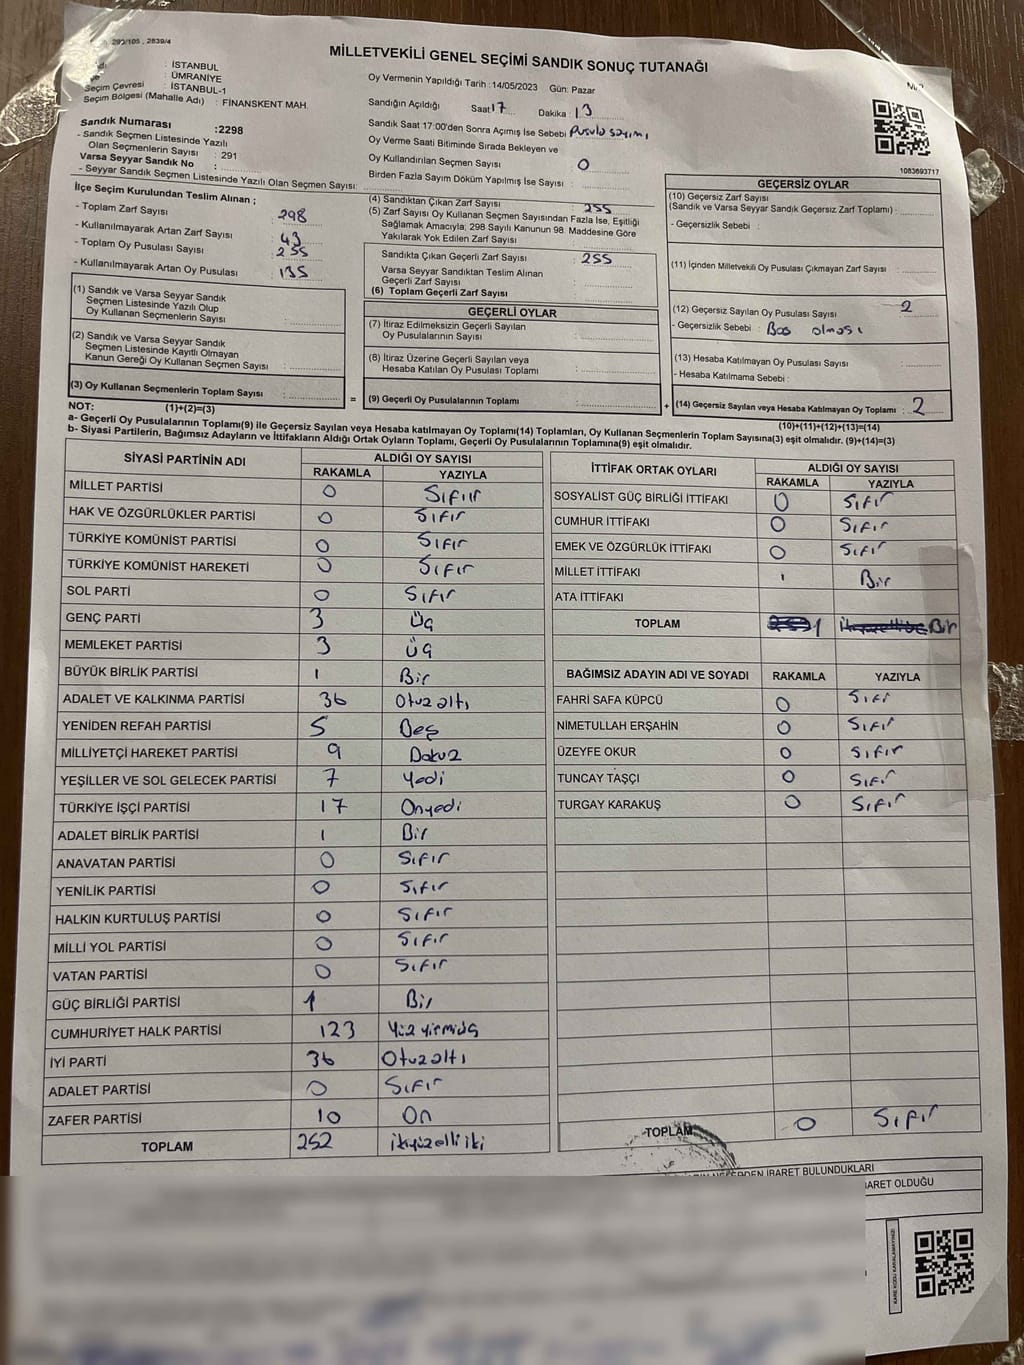 292/105 , 2839/4
MİLLETVEKİLİ GENEL SEÇİMİ SANDIK SONUÇ TUTANAĞI
: İSTANBUL
: ÜMRANİYE
Seçim Çevresi : İSTANBUL-1
Seçim Bölgesi (Mahalle Adı) : FİNANSKENT MAH.
Sandık Numarası :2298
- Sandık Seçmen Listesinde Yazılı
Olan Seçmenlerin Sayısı : 291
Varsa Seyyar Sandık No :
- Seyyar Sandık Seçmen Listesinde Yazılı Olan Seçmen Sayısı:
Oy Vermenin Yapıldığı Tarih :14/05/2023 Gün: Pazar
Sandığın Açıldığı Saat 17 Dakika : 13
Sandık Saat 17:00'den Sonra Açımış İse Sebebi Pusula sayımı
Oy Verme Saati Bitiminde Sırada Bekleyen ve
Oy Kullandırılan Seçmen Sayısı : 0
Birden Fazla Sayım Döküm Yapılmış İse Sayısı :
1083693717
İlçe Seçim Kurulundan Teslim Alınan ;
- Toplam Zarf Sayısı : 298
- Kullanılmayarak Artan Zarf Sayısı : 43
- Toplam Oy Pusulası Sayısı : 255
- Kullanılmayarak Artan Oy Pusulası : 135
(1) Sandık ve Varsa Seyyar Sandık
Seçmen Listesinde Yazılı Olup
Oy Kullanan Seçmenlerin Sayısı :
(2) Sandık ve Varsa Seyyar Sandık
Seçmen Listesinde Kayıtlı Olmayan
Kanun Gereği Oy Kullanan Seçmen Sayısı :
(3) Oy Kullanan Seçmenlerin Toplam Sayısı :
(1)+(2)=(3)
(4) Sandıktan Çıkan Zarf Sayısı : 255
(5) Zarf Sayısı Oy Kullanan Seçmen Sayısından Fazla İse, Eşitliği
Sağlamak Amacıyla; 298 Sayılı Kanunun 98. Maddesine Göre
Yakılarak Yok Edilen Zarf Sayısı :
Sandıkta Çıkan Geçerli Zarf Sayısı : 255
Varsa Seyyar Sandıktan Teslim Alınan
Geçerli Zarf Sayısı :
(6) Toplam Geçerli Zarf Sayısı :
GEÇERLİ OYLAR
(7) İtiraz Edilmeksizin Geçerli Sayılan
Oy Pusulalarının Sayısı :
(8) İtiraz Üzerine Geçerli Sayılan veya
Hesaba Katılan Oy Pusulası Toplamı :
= (9) Geçerli Oy Pusulalarının Toplamı :
GEÇERSİZ OYLAR
(10) Geçersiz Zarf Sayısı
(Sandık ve Varsa Seyyar Sandık Geçersiz Zarf Toplamı) :
- Geçersizlik Sebebi :
(11) İçinden Milletvekili Oy Pusulası Çıkmayan Zarf Sayısı :
(12) Geçersiz Sayılan Oy Pusulası Sayısı : 2
- Geçersizlik Sebebi : Boş olması
(13) Hesaba Katılmayan Oy Pusulası Sayısı :
- Hesaba Katılmama Sebebi :
+ (14) Geçersiz Sayılan veya Hesaba Katılmayan Oy Toplamı : 2
(10)+(11)+(12)+(13)=(14)
NOT:
a- Geçerli Oy Pusulalarının Toplamı(9) ile Geçersiz Sayılan veya Hesaba katılmayan Oy Toplamı(14) Toplamları, Oy Kullanan Seçmenlerin Toplam Sayısına(3) eşit olmalıdır. (9)+(14)=(3)
b- Siyasi Partilerin, Bağımsız Adayların ve İttifakların Aldığı Ortak Oyların Toplamı, Geçerli Oy Pusulalarının Toplamına(9) eşit olmalıdır.
SİYASİ PARTİNİN ADI ALDIĞI OY SAYISI
RAKAMLA YAZIYLA
MİLLET PARTİSİ 0 Sıfır
HAK VE ÖZGÜRLÜKLER PARTİSİ 0 Sıfır
TÜRKİYE KOMÜNİST PARTİSİ 0 Sıfır
TÜRKİYE KOMÜNİST HAREKETİ 0 Sıfır
SOL PARTİ 0 Sıfır
GENÇ PARTİ 3 Üç
MEMLEKET PARTİSİ 3 Üç
BÜYÜK BİRLİK PARTİSİ 1 Bir
ADALET VE KALKINMA PARTİSİ 36 Otuzaltı
YENİDEN REFAH PARTİSİ 5 Beş
MİLLİYETÇİ HAREKET PARTİSİ 9 Dokuz
YEŞİLLER VE SOL GELECEK PARTİSİ 7 Yedi
TÜRKİYE İŞÇİ PARTİSİ 17 Onyedi
ADALET BİRLİK PARTİSİ 1 Bir
ANAVATAN PARTİSİ 0 Sıfır
YENİLİK PARTİSİ 0 Sıfır
HALKIN KURTULUŞ PARTİSİ 0 Sıfır
MİLLİ YOL PARTİSİ 0 Sıfır
VATAN PARTİSİ 0 Sıfır
GÜÇ BİRLİĞİ PARTİSİ 1 Bir
CUMHURİYET HALK PARTİSİ 123 Yüzyirmiüç
İYİ PARTİ 36 Otuzaltı
ADALET PARTİSİ 0 Sıfır
ZAFER PARTİSİ 10 On
TOPLAM 252 ikiyüzelliiki
İTTİFAK ORTAK OYLARI ALDIĞI OY SAYISI
RAKAMLA YAZIYLA
SOSYALİST GÜÇ BİRLİĞİ İTTİFAKI 0 Sıfır
CUMHUR İTTİFAKI 0 Sıfır
EMEK VE ÖZGÜRLÜK İTTİFAKI 0 Sıfır
MİLLET İTTİFAKI 1 Bir
ATA İTTİFAKI
TOPLAM 1 Bir
BAĞIMSIZ ADAYIN ADI VE SOYADI RAKAMLA YAZIYLA
FAHRİ SAFA KÜPCÜ 0 Sıfır
NİMETULLAH ERŞAHİN 0 Sıfır
ÜZEYFE OKUR 0 Sıfır
TUNCAY TAŞÇI 0 Sıfır
TURGAY KARAKUŞ 0 Sıfır
TOPLAM 0 Sıfır
İBARET BULUNDUKLARI
BARET OLDUĞU
KARE KODU KARALAMAYINIZ!